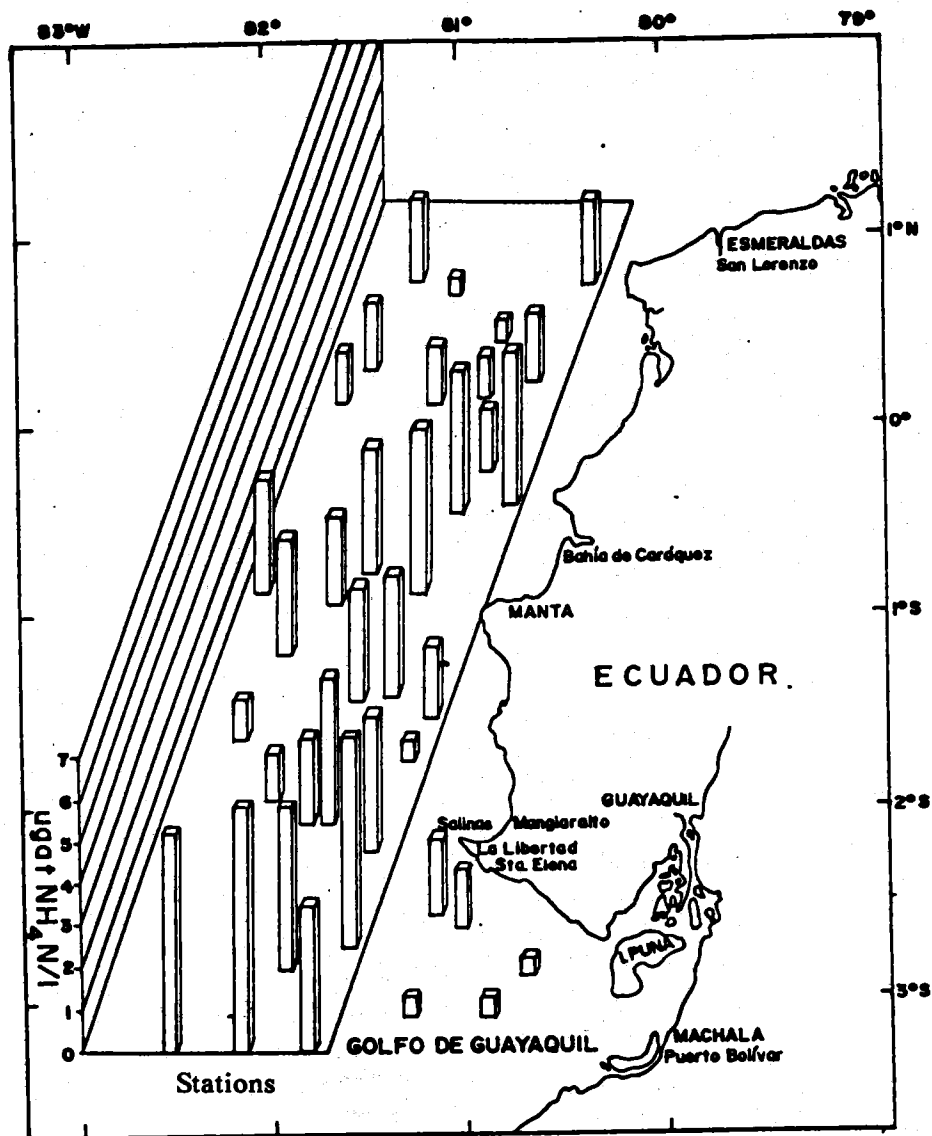 83°W 82° 81° 80° 79°
1°N
ESMERALDAS
San Lorenzo
0°
Bahía de Caráquez
MANTA
1°S
ECUADOR.
7
6
5
4
3
2
1
0
ugat NH4 N/l
GUAYAQUIL
2°S
Salinas Manglaralto
La Libertad
Sta. Elena
I. PUNA
3°S
MACHALA
GOLFO DE GUAYAQUIL
Puerto Bolívar
Stations